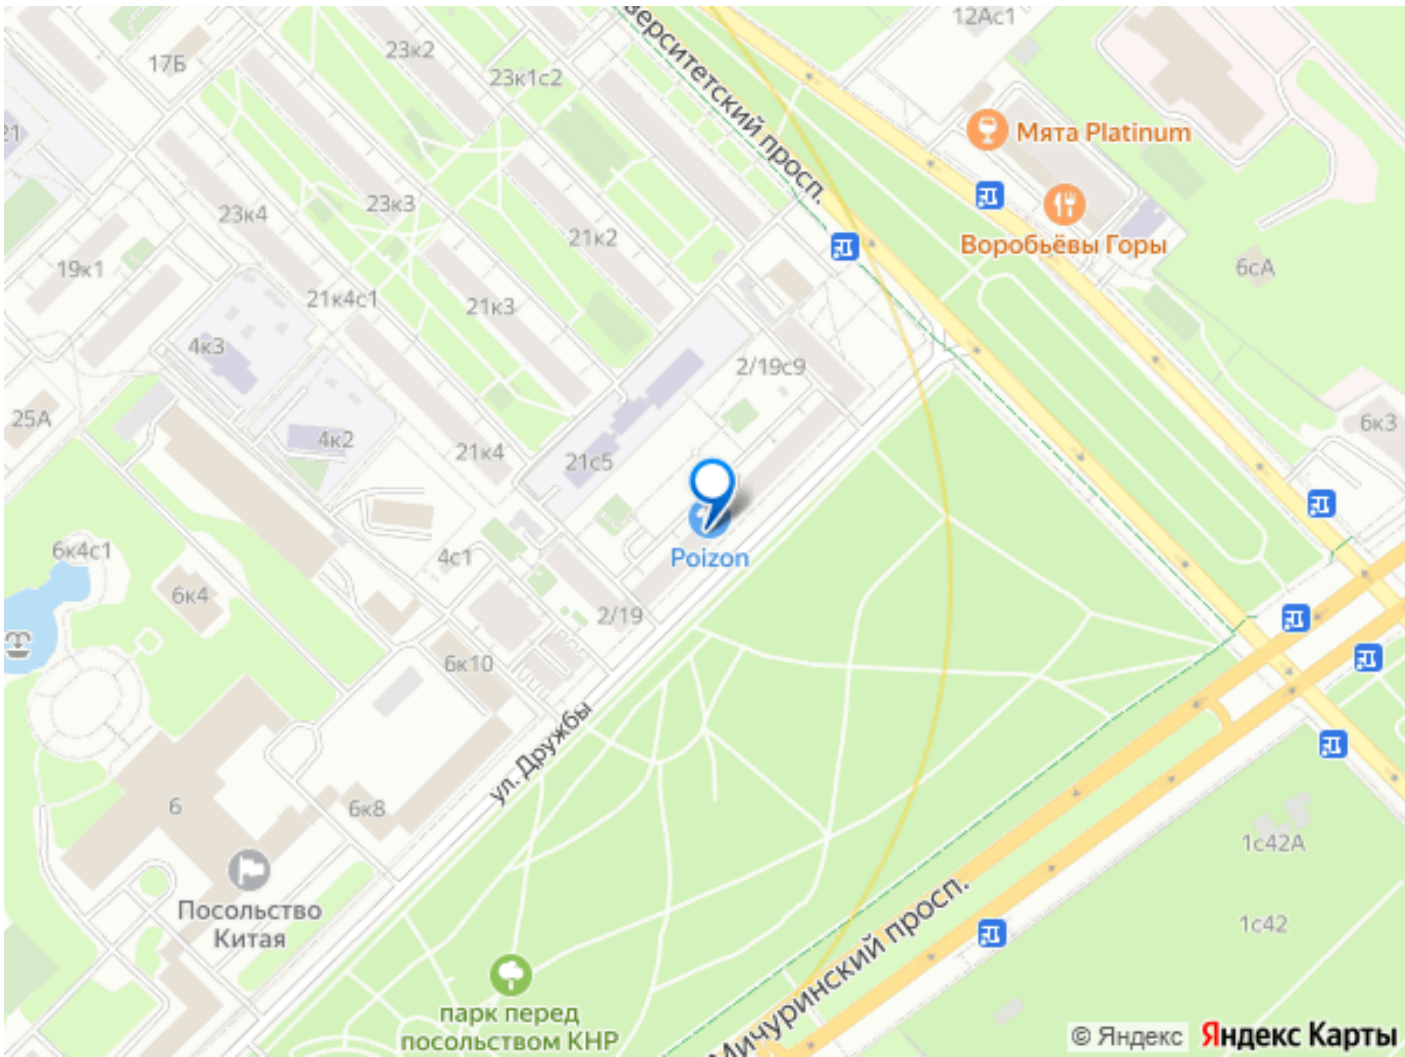 12Ас1
23к2
17Б
23к1с2
верситетский просп.
Мята Platinum
21
23к3
23к4
21к2
Воробьёвы Горы
19к1
6сА
21к4с1
21к3
4к3
2/19с9
25А
6к3
4к2
21к4
21с5
6к4с1
4с1
Poizon
6к4
2/19
6к10
ул. Дружбы
6
6к8
1с42А
Посольство
Китая
1с42
Мичуринский просп.
парк перед
посольством КНР
© Яндекс
Яндекс Карты